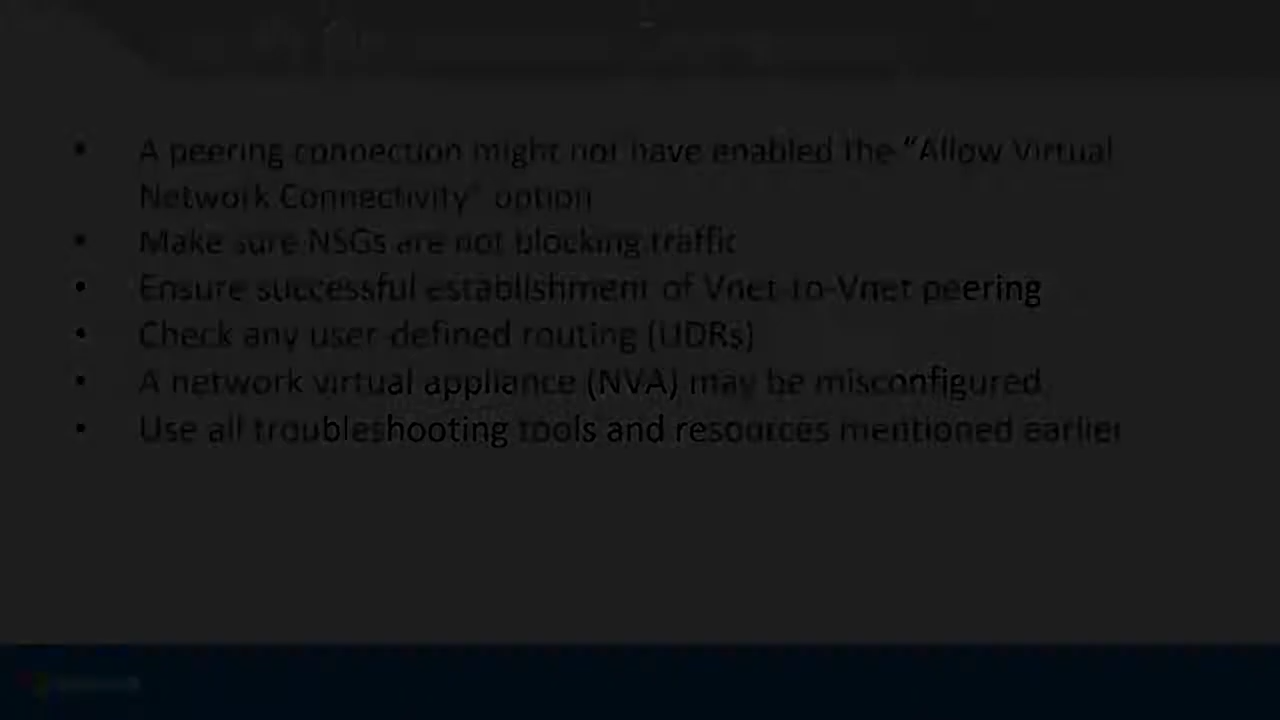 • A peering connection might not have enabled the “Allow Virtual
Network Connectivity” option
• Make sure NSGs are not blocking traffic
• Ensure successful establishment of Vnet-to-Vnet peering
• Check any user-defined routing (UDRs)
• A network virtual appliance (NVA) may be misconfigured
• Use all troubleshooting tools and resources mentioned earlier